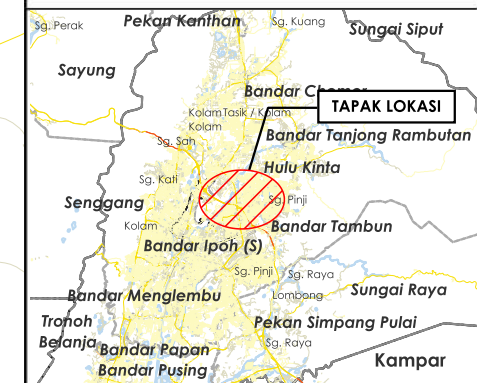 Sg. Perak
Pekan Kanthan
Sg. Kuang
Sungai Siput
Sayung
Bandar Chemor
TAPAK LOKASI
Kolam
Tasik / Kolam
Kolam
Bandar Tanjong Rambutan
Sg. Sah
Hulu Kinta
Sg. Kati
Sg. Pinji
Senggang
Kolam
Bandar Tambun
Bandar Ipoh (S)
Sg. Pinji
Sg. Raya
Lombong
Sungai Raya
Bandar Menglembu
Tronoh
Belanja
Pekan Simpang Pulai
Sg. Raya
Bandar Papan
Kampar
Bandar Pusing